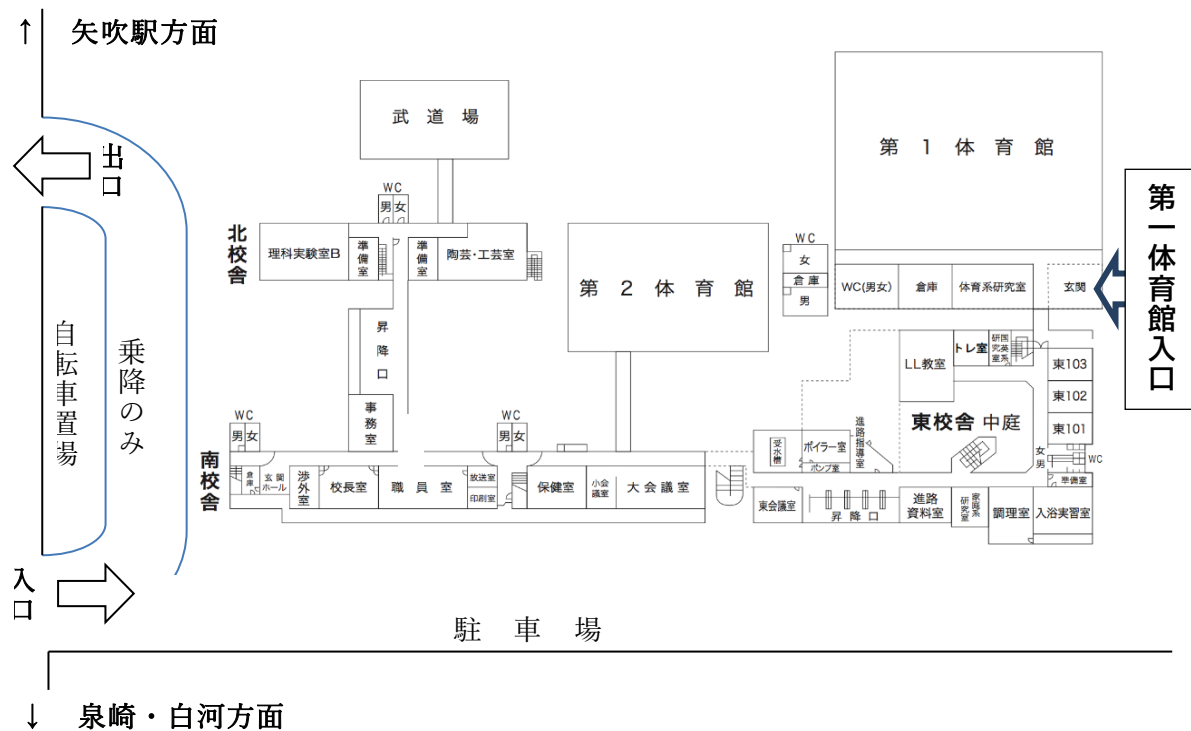 ↑ 矢吹駅方面
出口
武道場
第1体育館
第一体育館入口
WC
男 女
北校舎
理科実験室B
準備室
準備室
陶芸・工芸室
第2体育館
WC
女
倉庫
男
WC(男女)
倉庫
体育系研究室
玄関
自転車置場
乗降のみ
昇降口
LL教室
トレ室
国英系研究室
東103
東102
東101
事務室
東校舎 中庭
WC
男 女
WC
男 女
進路指導室
受水槽
ボイラー室
ポンプ室
女
男
WC
南校舎
倉庫
玄関ホール
渉外室
校長室
職員室
放送室
印刷室
保健室
小会議室
大会議室
東会議室
昇降口
進路資料室
家庭系研究室
調理室
準備室
入浴実習室
入口
駐車場
↓ 泉崎・白河方面